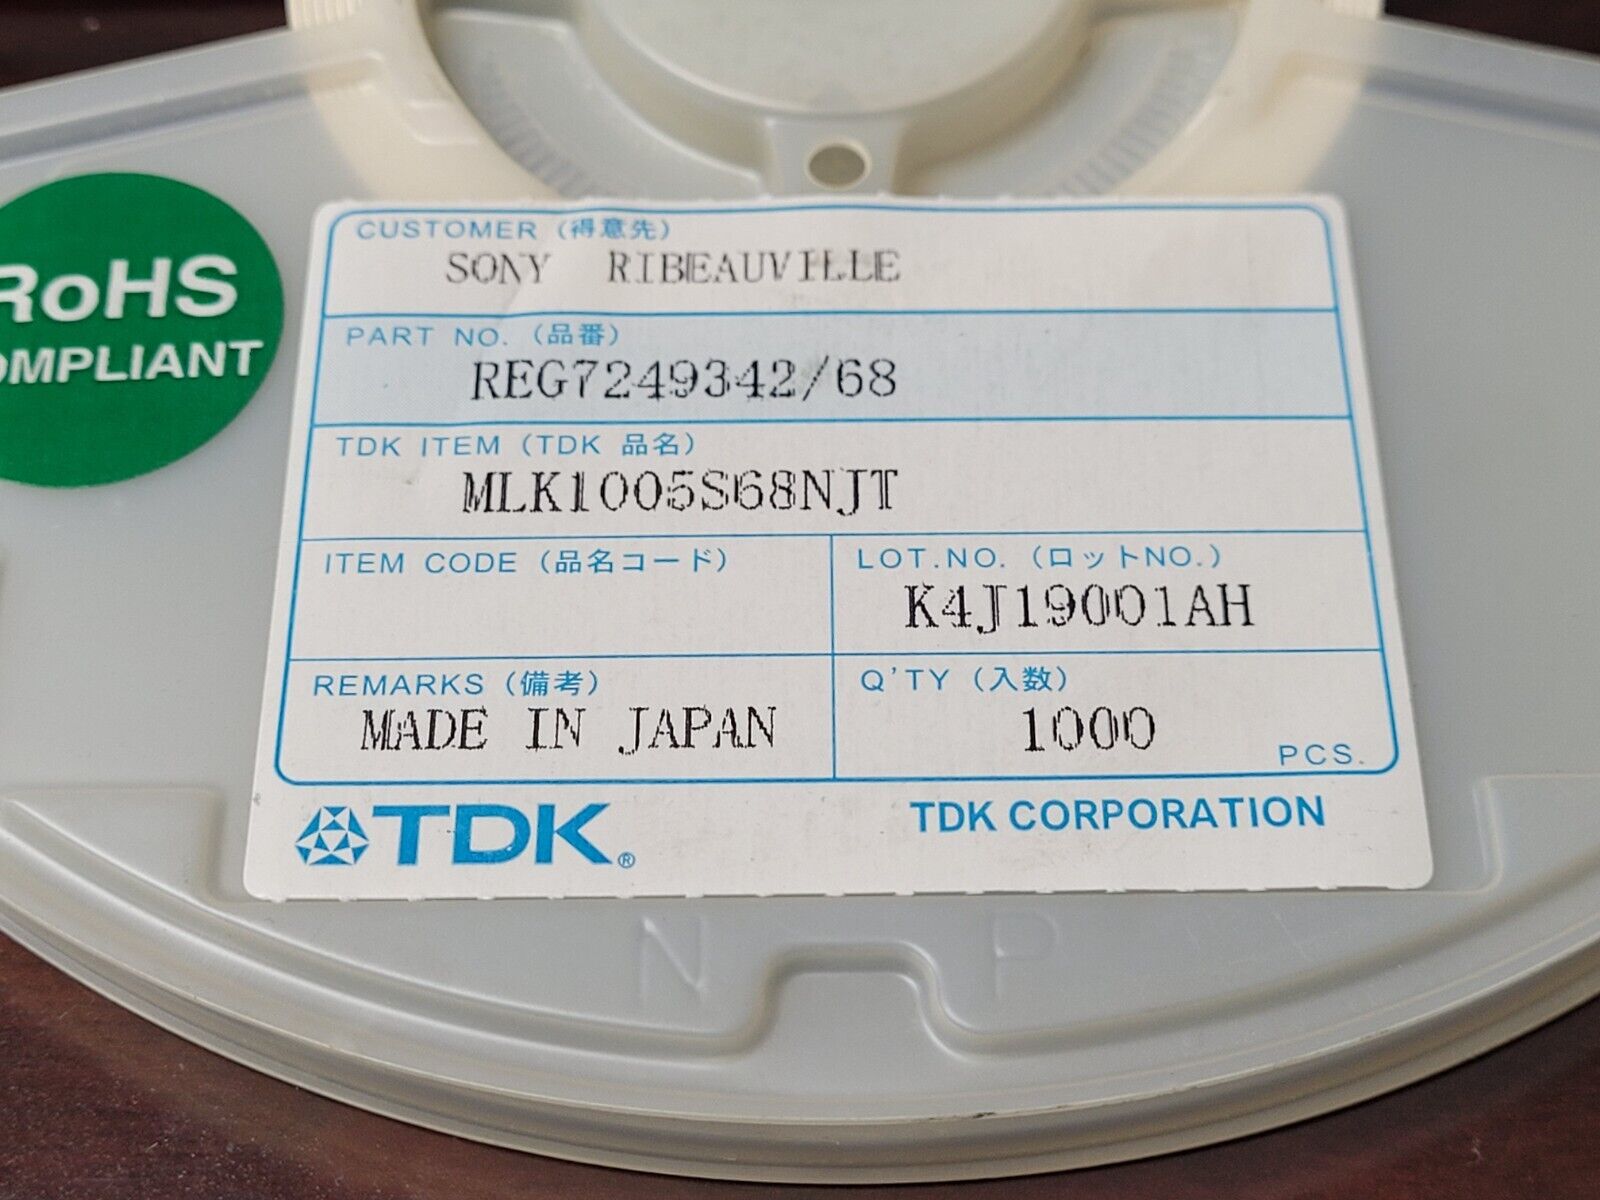 RoHS
COMPLIANT
CUSTOMER (得意先)
SONY RIBEAUVILLE
PART NO. (品番)
REG7249342/68
TDK ITEM (TDK 品名)
MLK1005S68NJT
ITEM CODE (品名コード)
LOT.NO. (ロットNO.)
K4J19001AH
REMARKS (備考)
MADE IN JAPAN
Q'TY (入数)
1000
PCS.
TDK®
TDK CORPORATION
N P